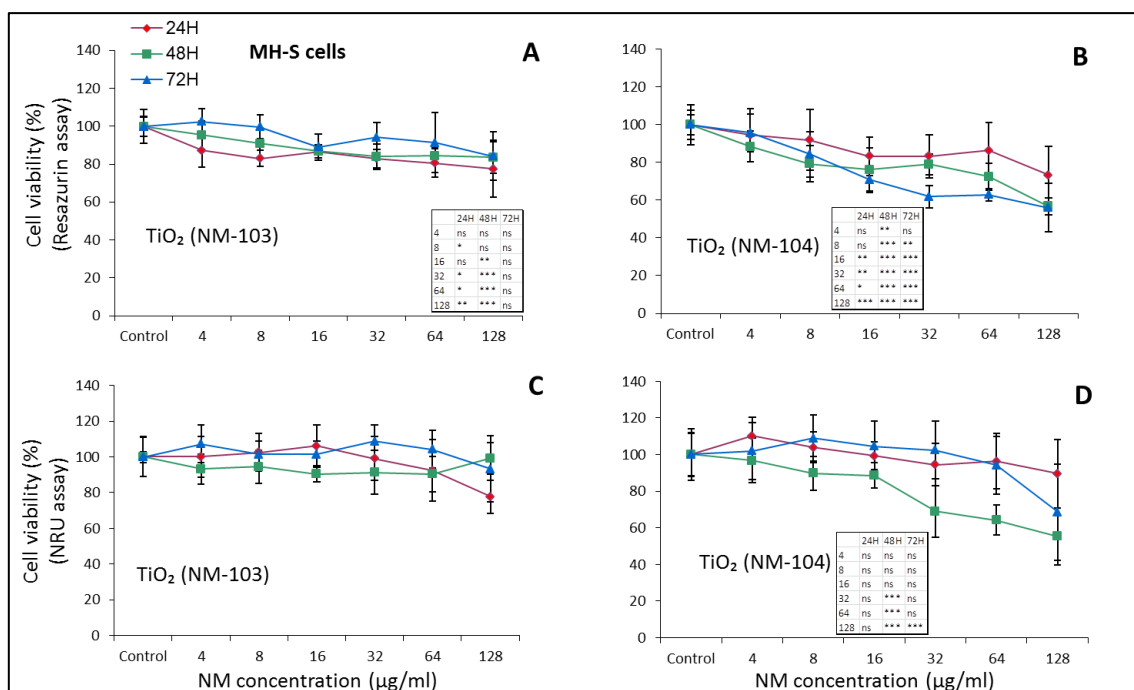 24H
48H
72H
MH-S cells
A
Cell viability (%)
(Resazurin assay)
140
120
100
80
60
40
20
0
TiO₂ (NM-103)
24H 48H 72H
4 ns ns ns
8 * ns ns
16 ns ** ns
32 * *** ns
64 * *** ns
128 ** *** ns
Control 4 8 16 32 64 128
B
140
120
100
80
60
40
20
0
TiO₂ (NM-104)
24H 48H 72H
4 ns ** ns
8 ns *** **
16 ** *** ***
32 ** *** ***
64 * *** ***
128 *** *** ***
Control 4 8 16 32 64 128
C
Cell viability (%)
(NRU assay)
140
120
100
80
60
40
20
0
TiO₂ (NM-103)
Control 4 8 16 32 64 128
NM concentration (µg/ml)
D
140
120
100
80
60
40
20
0
TiO₂ (NM-104)
24H 48H 72H
4 ns ns ns
8 ns ns ns
16 ns ns ns
32 ns *** ns
64 ns *** ns
128 ns *** ***
Control 4 8 16 32 64 128
NM concentration (µg/ml)